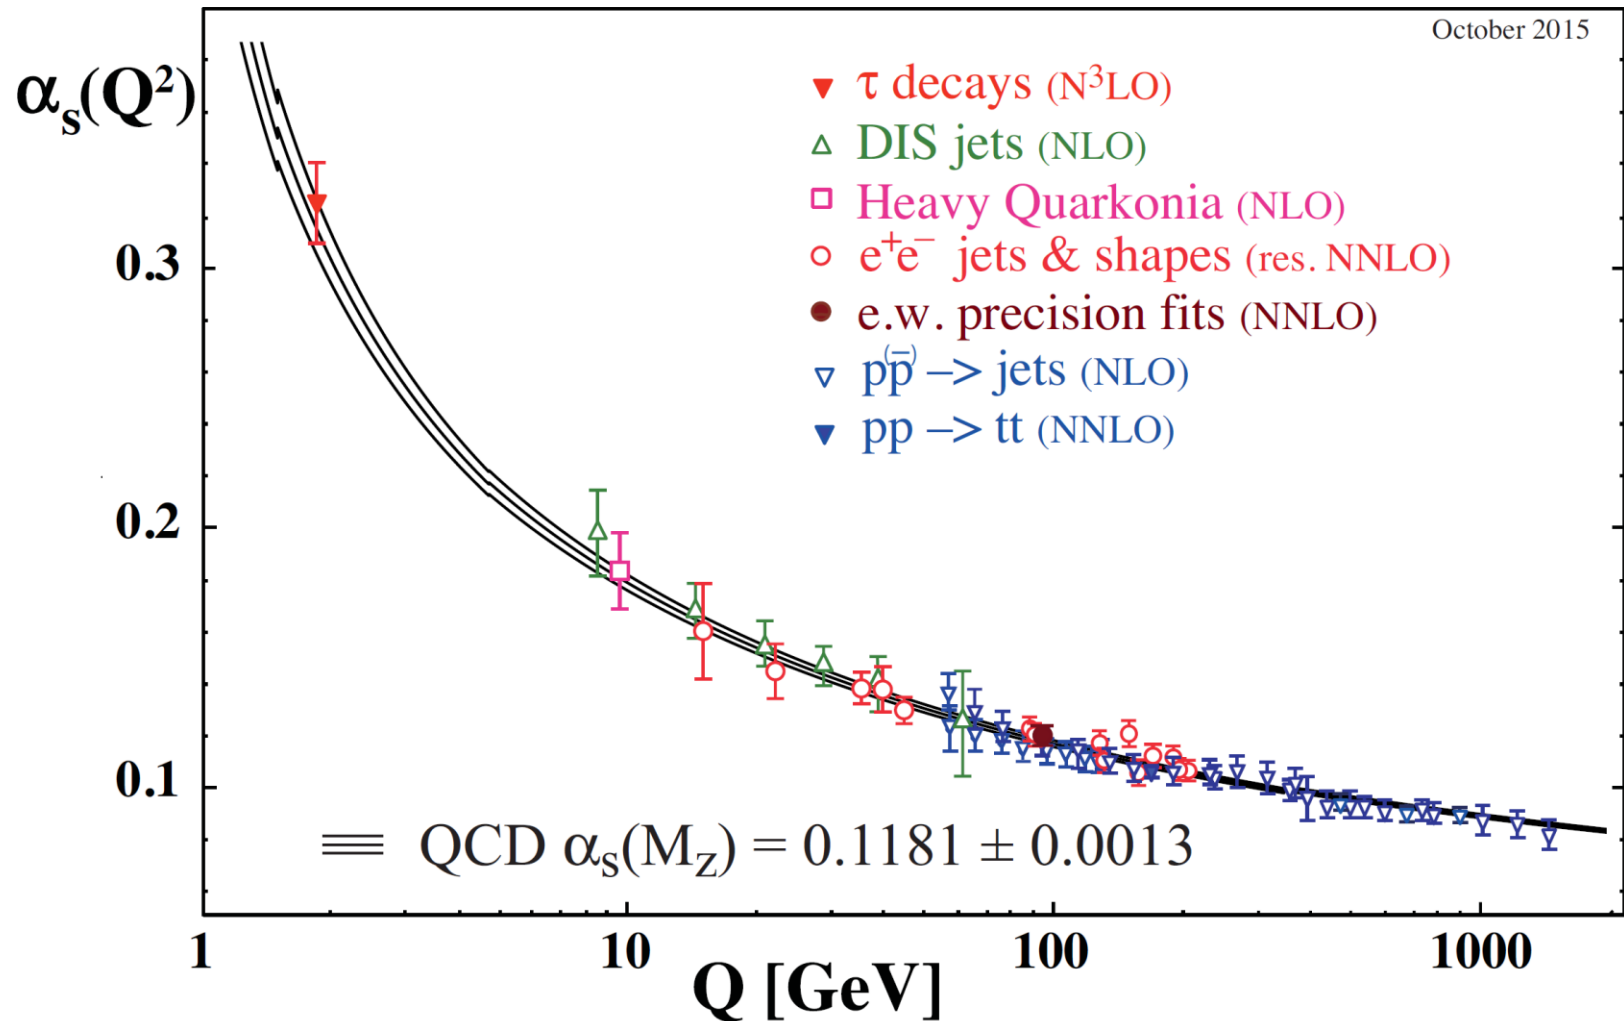 October 2015
αs(Q²)
τ decays (N³LO)
DIS jets (NLO)
Heavy Quarkonia (NLO)
e⁺e⁻ jets & shapes (res. NNLO)
e.w. precision fits (NNLO)
pp(‾) –> jets (NLO)
pp –> tt (NNLO)
0.3
0.2
0.1
QCD αs(Mz) = 0.1181 ± 0.0013
1
10
100
1000
Q [GeV]